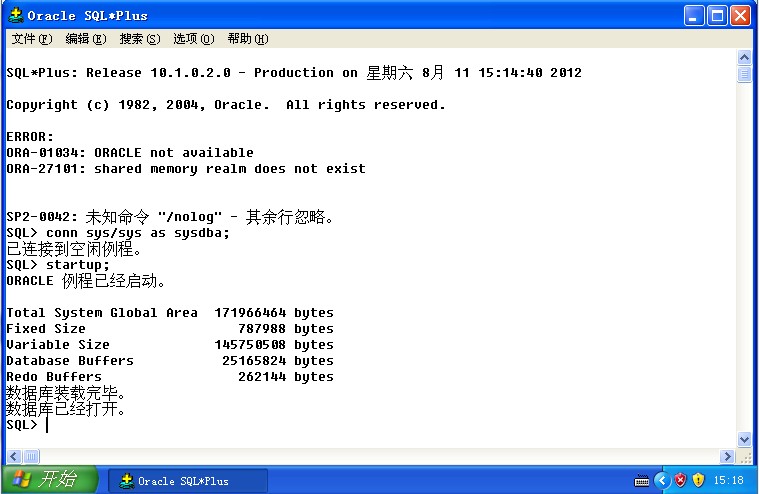 Oracle SQL*Plus
文件(F) 编辑(E) 搜索(S) 选项(O) 帮助(H)
SQL*Plus: Release 10.1.0.2.0 - Production on 星期六 8月 11 15:14:40 2012
Copyright (c) 1982, 2004, Oracle.  All rights reserved.
ERROR:
ORA-01034: ORACLE not available
ORA-27101: shared memory realm does not exist
SP2-0042: 未知命令 "/nolog" - 其余行忽略。
SQL> conn sys/sys as sysdba;
已连接到空闲例程。
SQL> startup;
ORACLE 例程已经启动。
Total System Global Area  171966464 bytes
Fixed Size                   787988 bytes
Variable Size             145750508 bytes
Database Buffers           25165824 bytes
Redo Buffers                 262144 bytes
数据库装载完毕。
数据库已经打开。
SQL>
开始 Oracle SQL*Plus 15:18